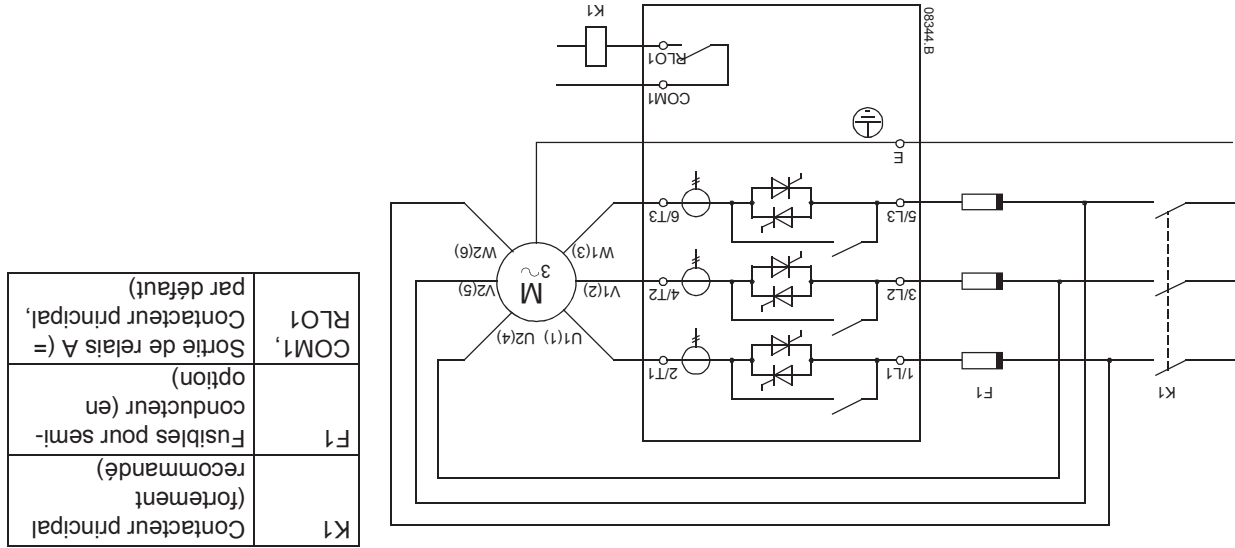 K1
Contacteur principal
(fortement
recommandé)
F1
Fusibles pour semi-
conducteur (en
option)
COM1,
RLO1
Sortie de relais A (=
Contacteur principal,
par défaut)
K1
F1
1/L1
2/T1
U1(1)
U2(4)
3/L2
4/T2
V1(2)
M
3~
V2(5)
5/L3
6/T3
W1(3)
W2(6)
E
COM1
RLO1
K1
08344.B